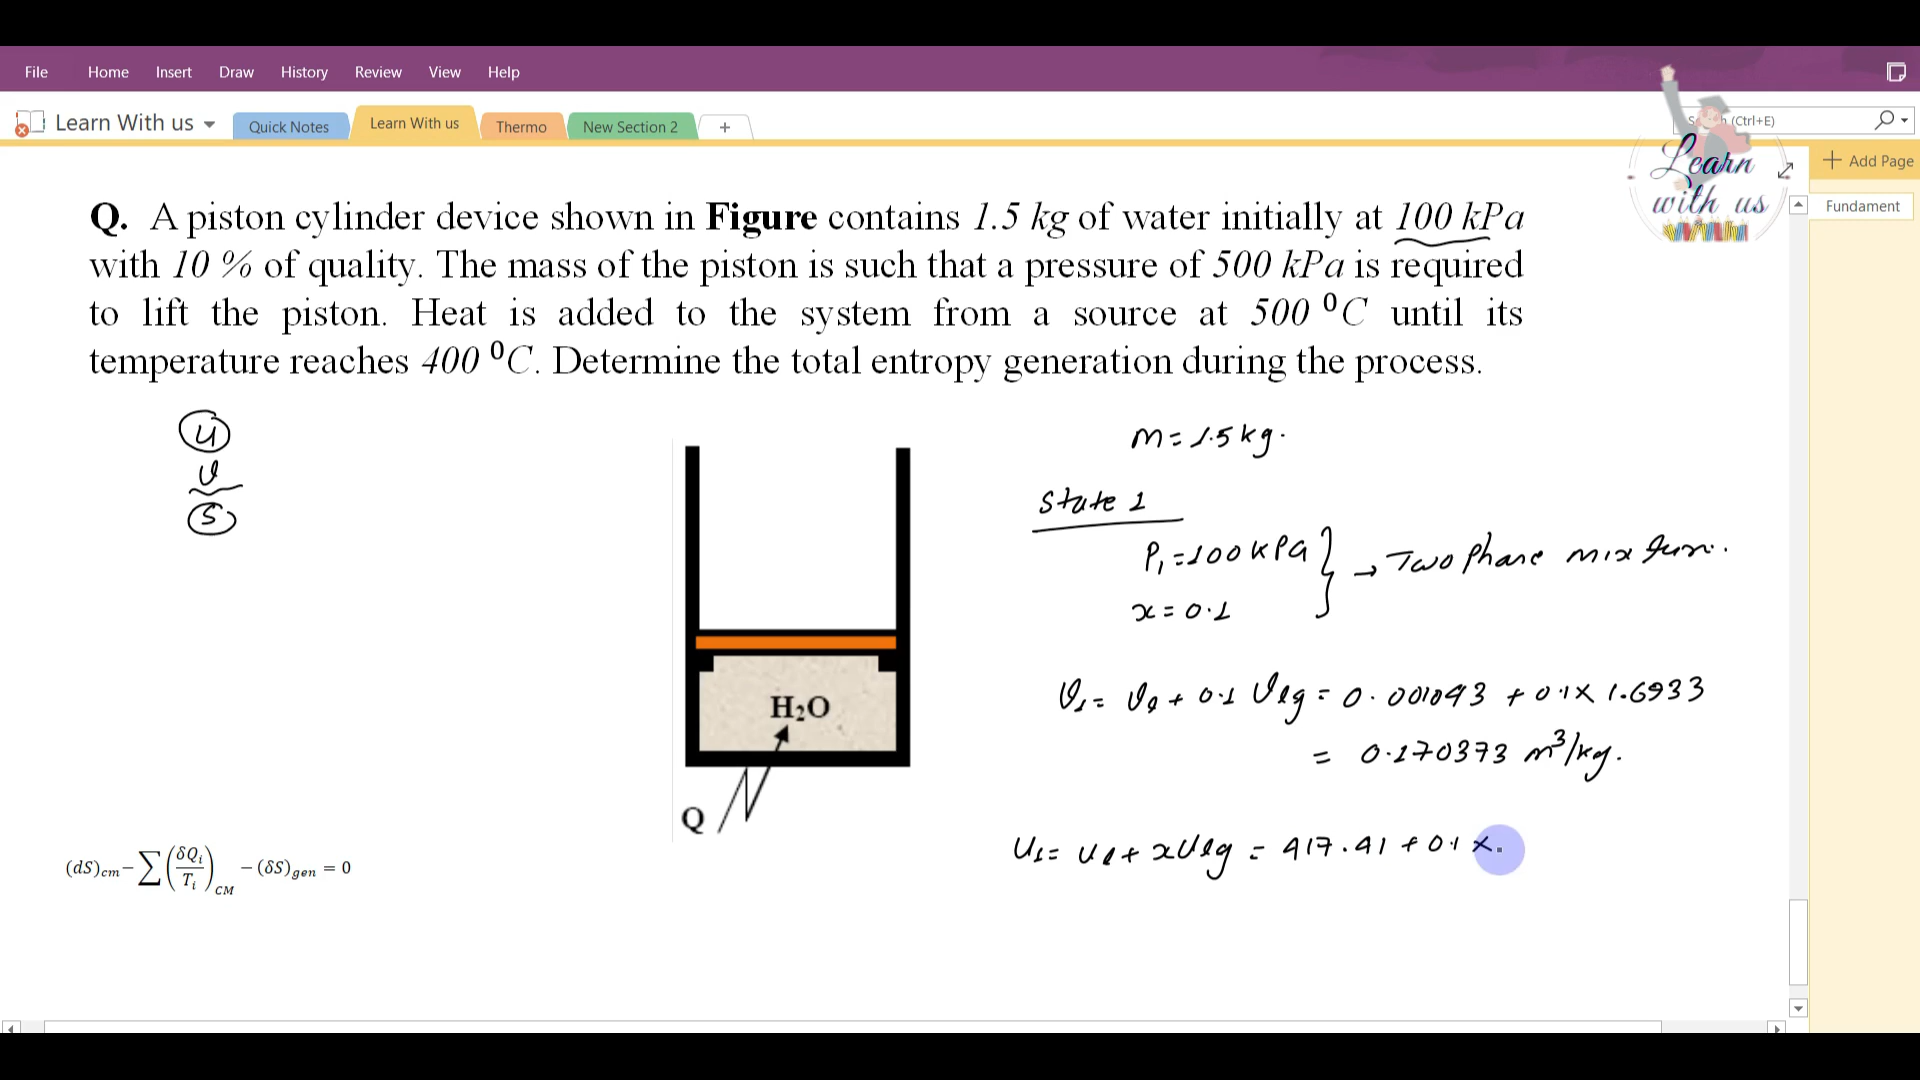 File Home Insert Draw History Review View Help
Learn With us Quick Notes Learn With us Thermo New Section 2 +
(Ctrl+E)
Learn
with us
Add Page
Fundament
Q. A piston cylinder device shown in Figure contains 1.5 kg of water initially at 100 kPa
with 10 % of quality. The mass of the piston is such that a pressure of 500 kPa is required
to lift the piston. Heat is added to the system from a source at 500 ⁰C until its
temperature reaches 400 ⁰C. Determine the total entropy generation during the process.
u
v
s
m = 1.5 kg.
State 1
P₁ = 100 kPa } → Two phase mixture.
x = 0.1
H₂O
Q
v₁ = vₗ + 0.1 vₗg = 0.001043 + 0.1 x 1.6933
= 0.170373 m³/kg.
u₁ = uₗ + xuₗg = 417.41 + 0.1 x
(dS)cm − ∑ (δQᵢ/Tᵢ)CM − (δS)gen = 0